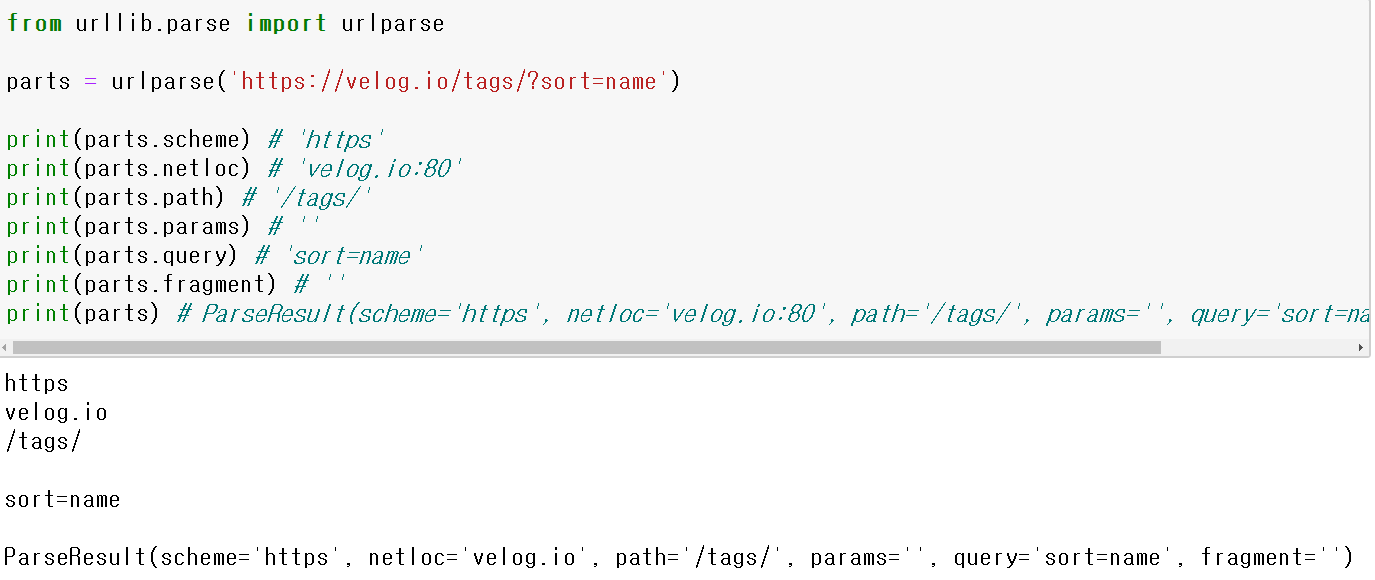 from urllib.parse import urlparse
parts = urlparse('https://velog.io/tags/?sort=name')
print(parts.scheme) # 'https'
print(parts.netloc) # 'velog.io:80'
print(parts.path) # '/tags/'
print(parts.params) # ''
print(parts.query) # 'sort=name'
print(parts.fragment) # ''
print(parts) # ParseResult(scheme='https', netloc='velog.io:80', path='/tags/', params='', query='sort=na
https
velog.io
/tags/
sort=name
ParseResult(scheme='https', netloc='velog.io', path='/tags/', params='', query='sort=name', fragment='')